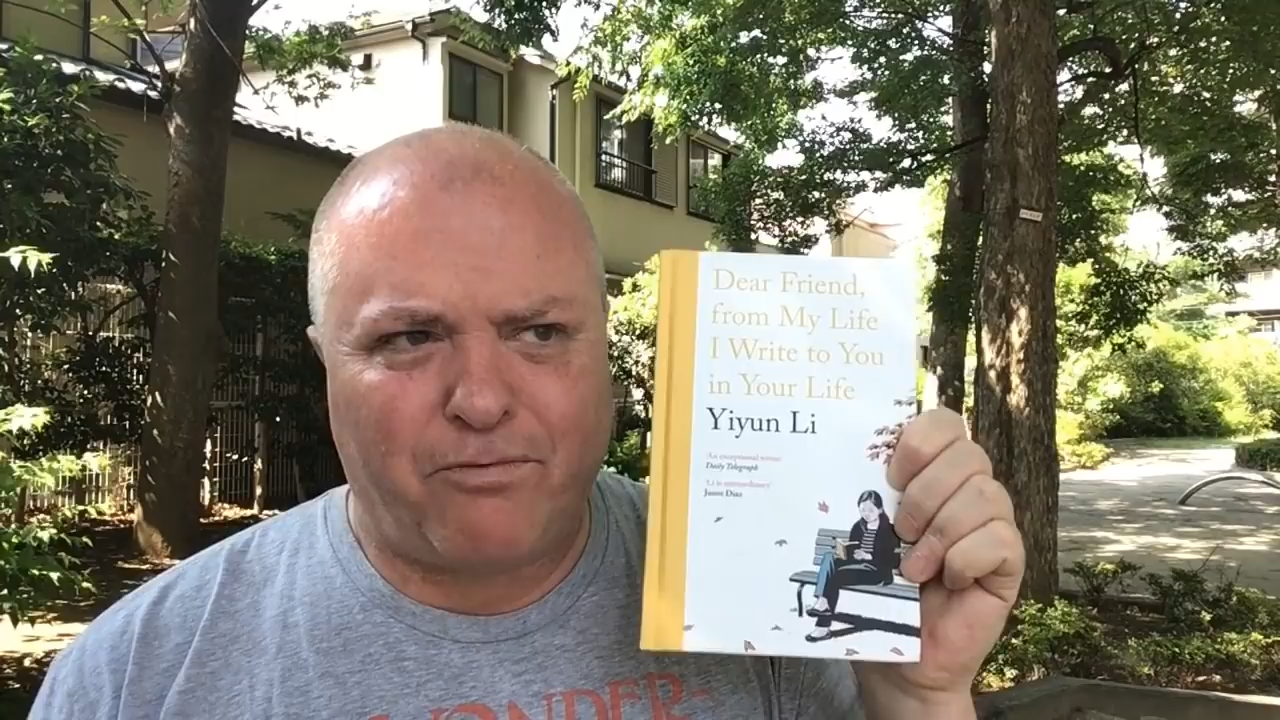 Dear Friend,
from My Life
I Write to You
in Your Life
Yiyun Li
'An exceptional writer'
Daily Telegraph
'Li is extraordinary'
Junot Díaz
WONDER-